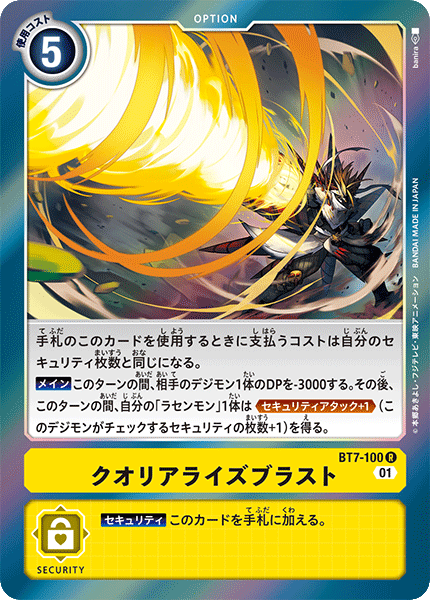 OPTION
使用コスト
5
banira
手札のこのカードを使用するときに支払うコストは自分のセ
キュリティ枚数と同じになる。
メイン このターンの間、相手のデジモン1体のDPを-3000する。その後、
このターンの間、自分の「ラセンモン」1体は セキュリティアタック+1 (こ
のデジモンがチェックするセキュリティの枚数+1)を得る。
©本郷あきよし・フジテレビ・東映アニメーション BANDAI MADE IN JAPAN
BT7-100 R
01
クオリアライズブラスト
セキュリティ このカードを手札に加える。
SECURITY